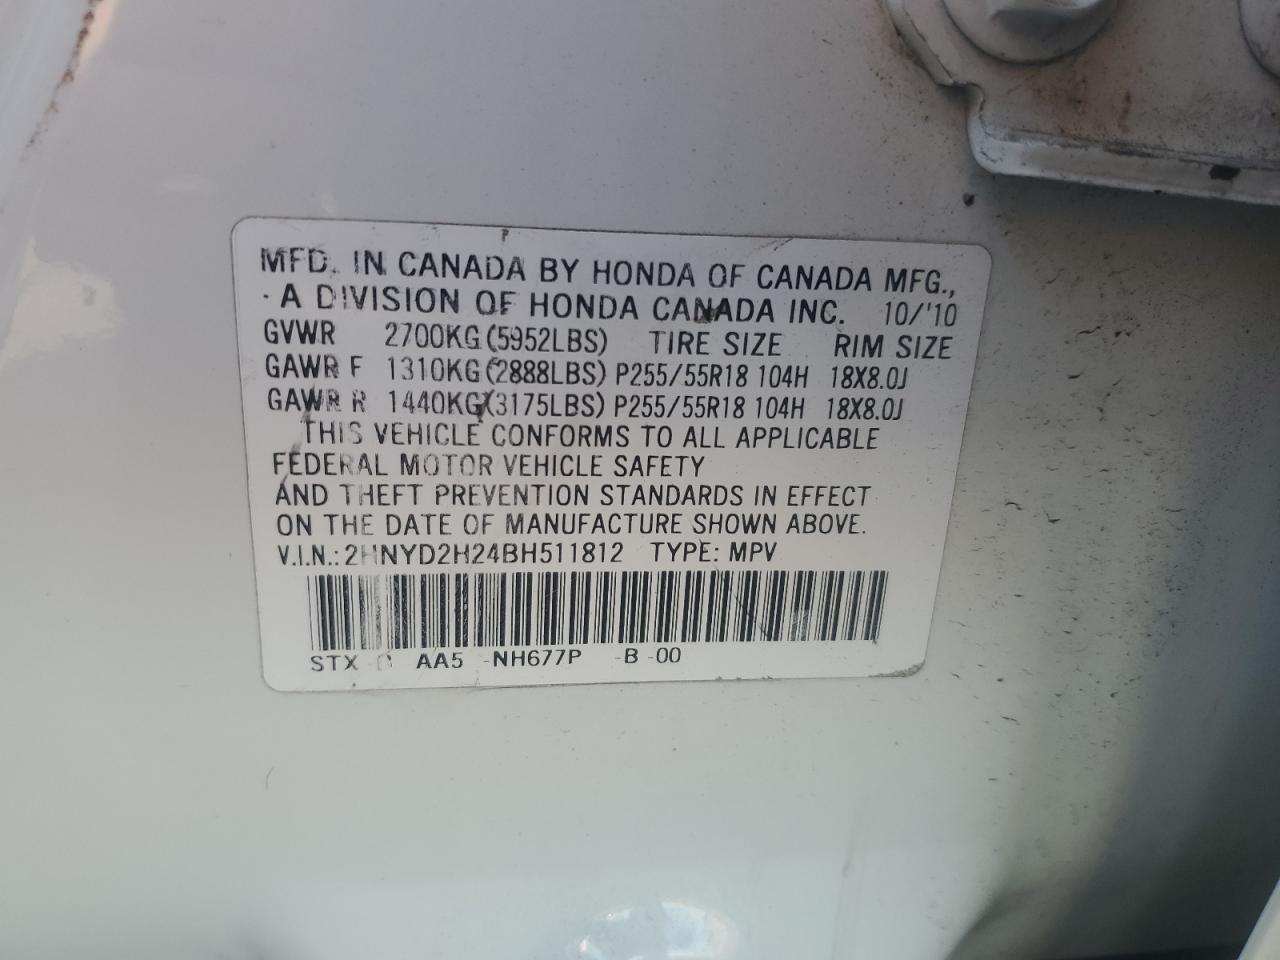 MFD. IN CANADA BY HONDA OF CANADA MFG.,
A DIVISION OF HONDA CANADA INC. 10/'10
GVWR 2700KG (5952LBS) TIRE SIZE RIM SIZE
GAWR F 1310KG (2888LBS) P255/55R18 104H 18X8.0J
GAWR R 1440KG (3175LBS) P255/55R18 104H 18X8.0J
THIS VEHICLE CONFORMS TO ALL APPLICABLE
FEDERAL MOTOR VEHICLE SAFETY
AND THEFT PREVENTION STANDARDS IN EFFECT
ON THE DATE OF MANUFACTURE SHOWN ABOVE.
V.I.N.: 2HNYD2H24BH511812 TYPE: MPV
STX AA5 -NH677P -B -00